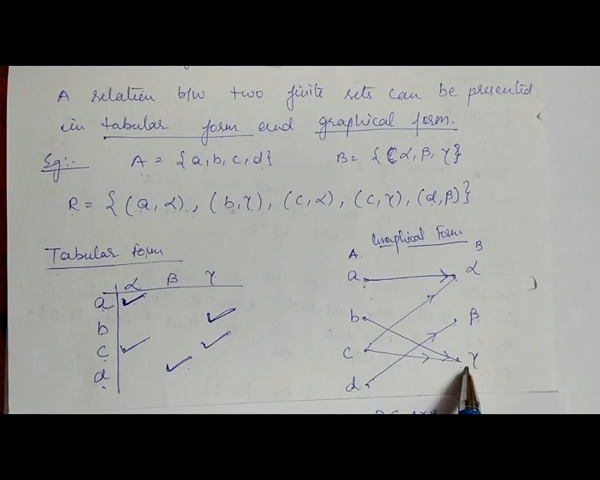 A relation b/w two finite sets can be presented
in tabular form and graphical form.
Eg:- A = {a, b, c, d} B = {α, β, γ}
R = {(a, α), (b, γ), (c, α), (c, γ), (d, β)}
Tabular form
α β γ
a ✓
b ✓
c ✓ ✓
d ✓
Graphical Form
A B
a α
b β
c γ
d